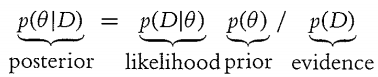 p(θ|D) = p(D|θ) p(θ) / p(D)
posterior likelihood prior evidence